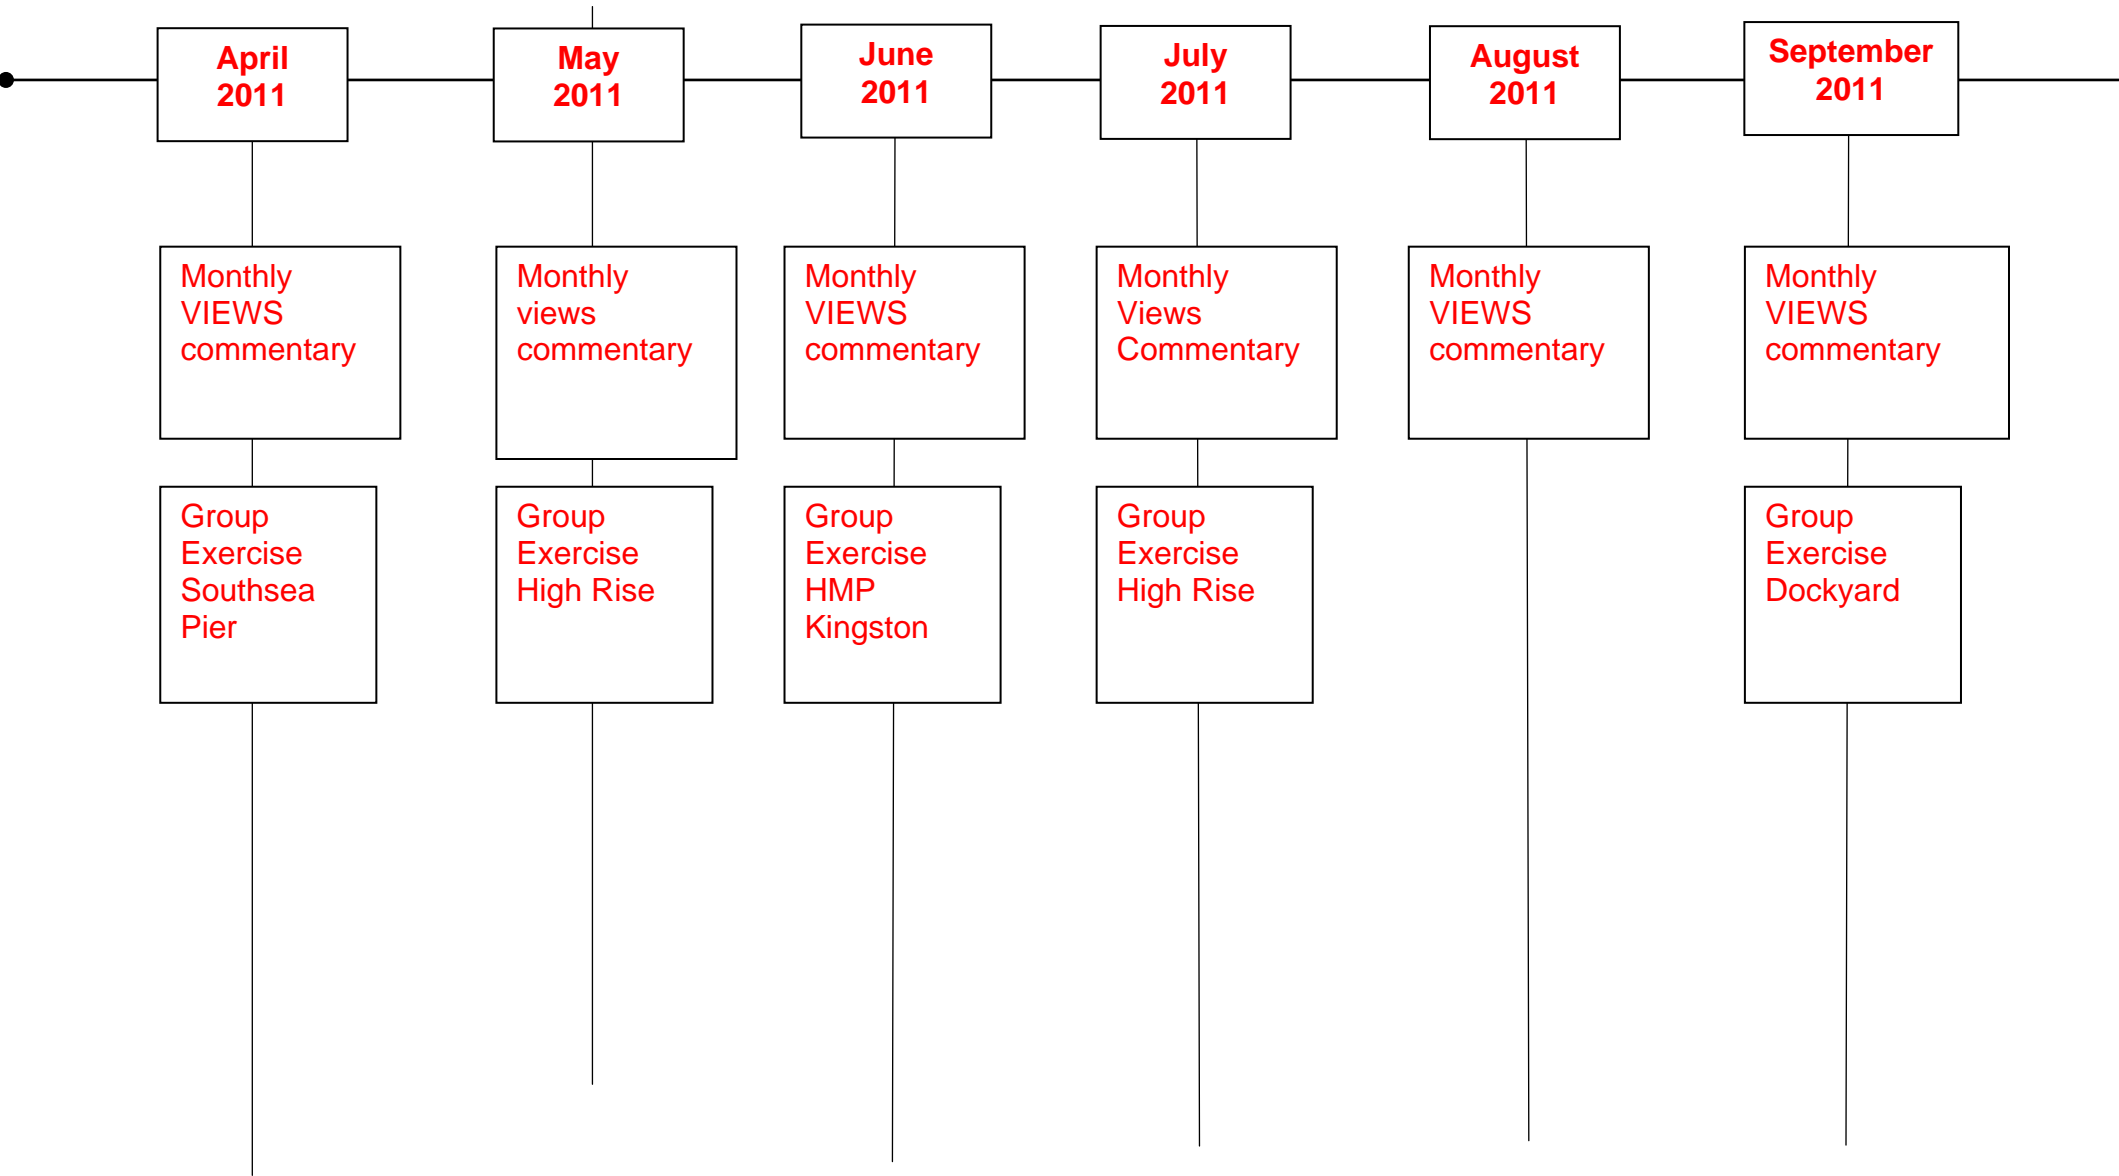 April
2011
May
2011
June
2011
July
2011
August
2011
September
2011
Monthly
VIEWS
commentary
Monthly
views
commentary
Monthly
VIEWS
commentary
Monthly
Views
Commentary
Monthly
VIEWS
commentary
Monthly
VIEWS
commentary
Group
Exercise
Southsea
Pier
Group
Exercise
High Rise
Group
Exercise
HMP
Kingston
Group
Exercise
High Rise
Group
Exercise
Dockyard